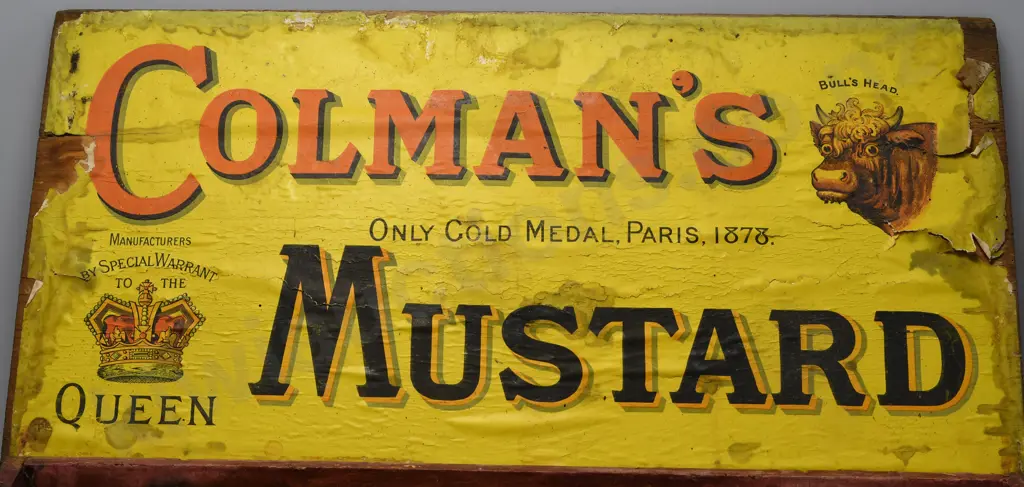 COLMAN'S
BULL'S HEAD.
ONLY GOLD MEDAL, PARIS, 1878.
MANUFACTURERS
BY SPECIAL WARRANT
TO THE
QUEEN
MUSTARD